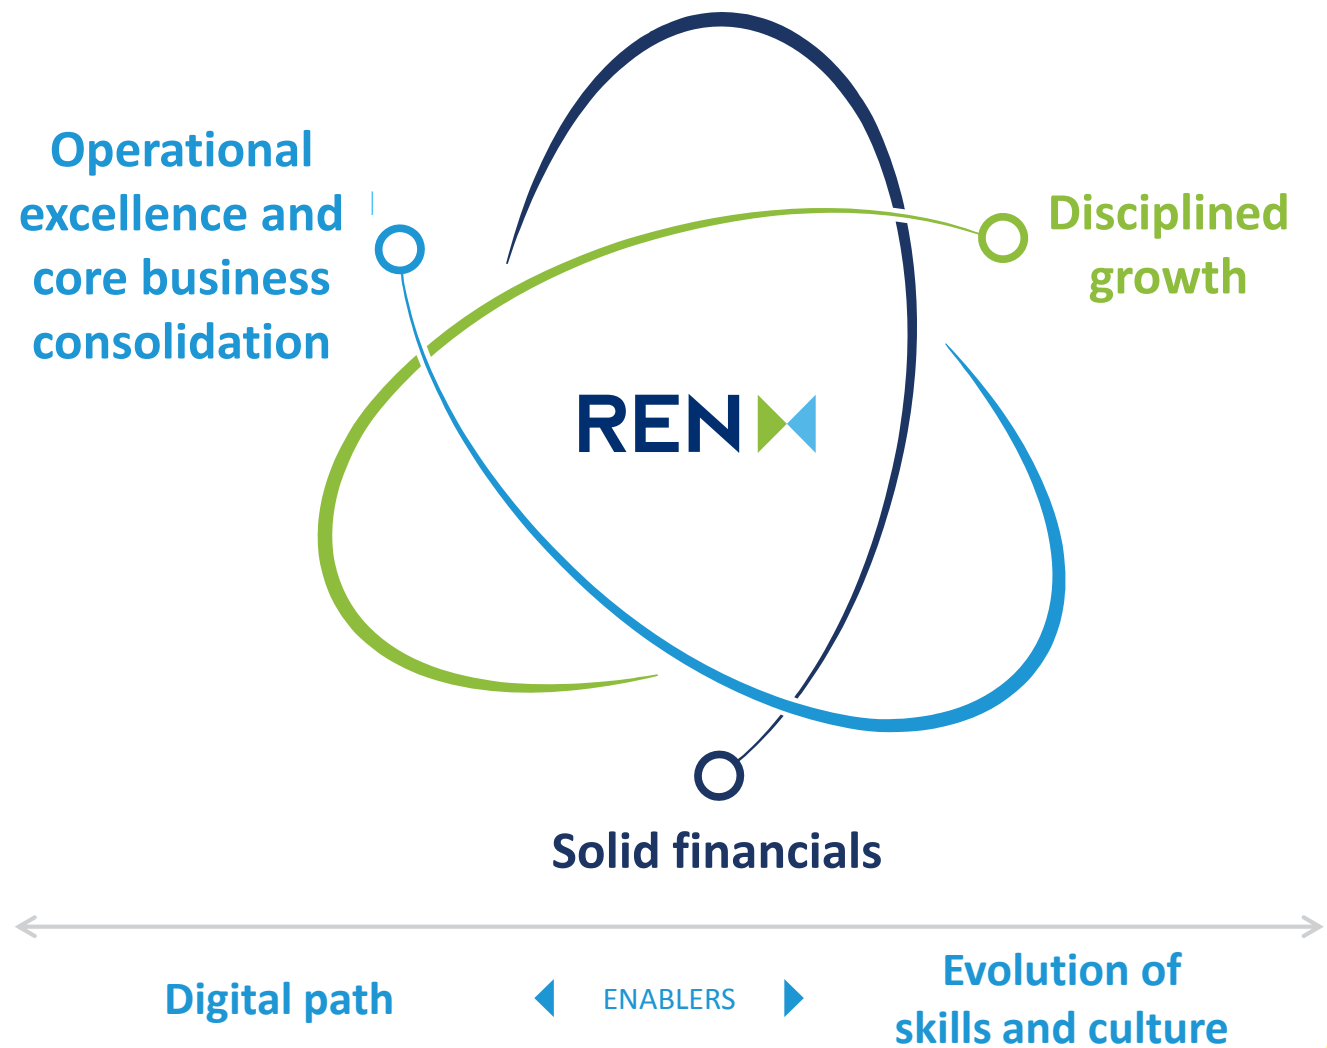 Operational
excellence and
core business
consolidation
Disciplined
growth
REN
Solid financials
Digital path
ENABLERS
Evolution of
skills and culture